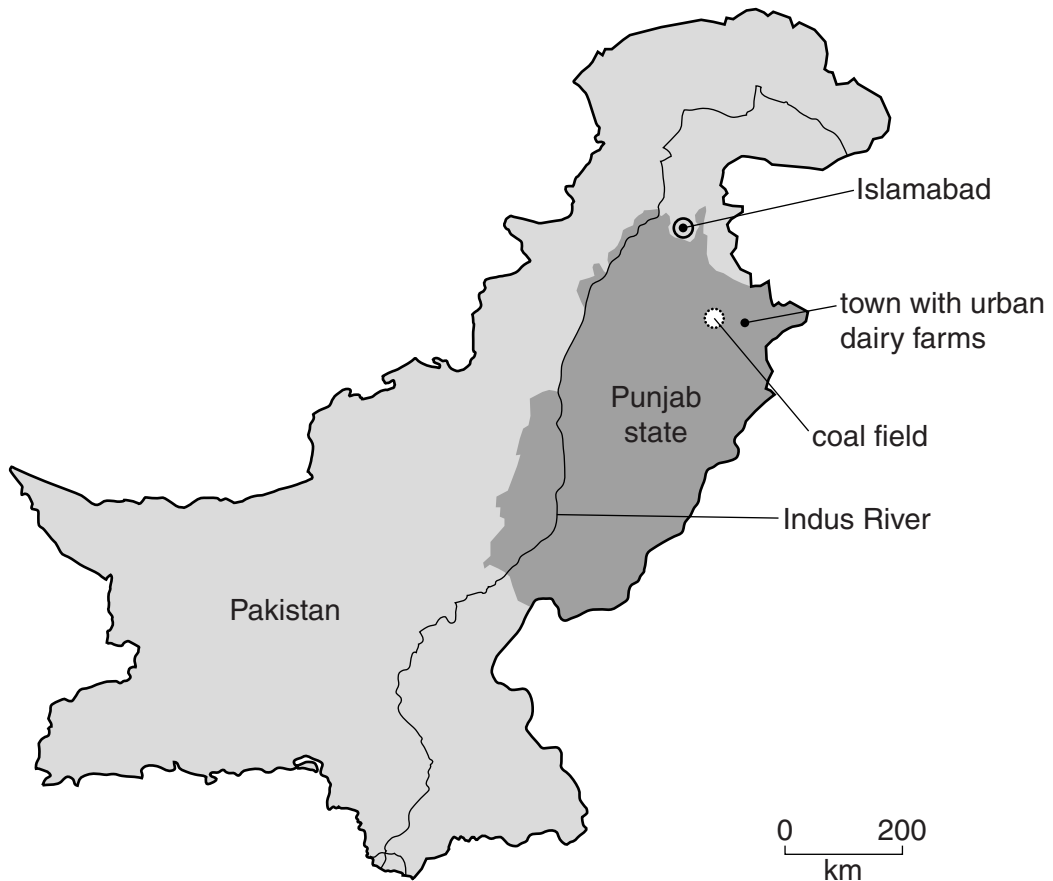 Islamabad
town with urban
dairy farms
Punjab
state
coal field
Indus River
Pakistan
0 200
km